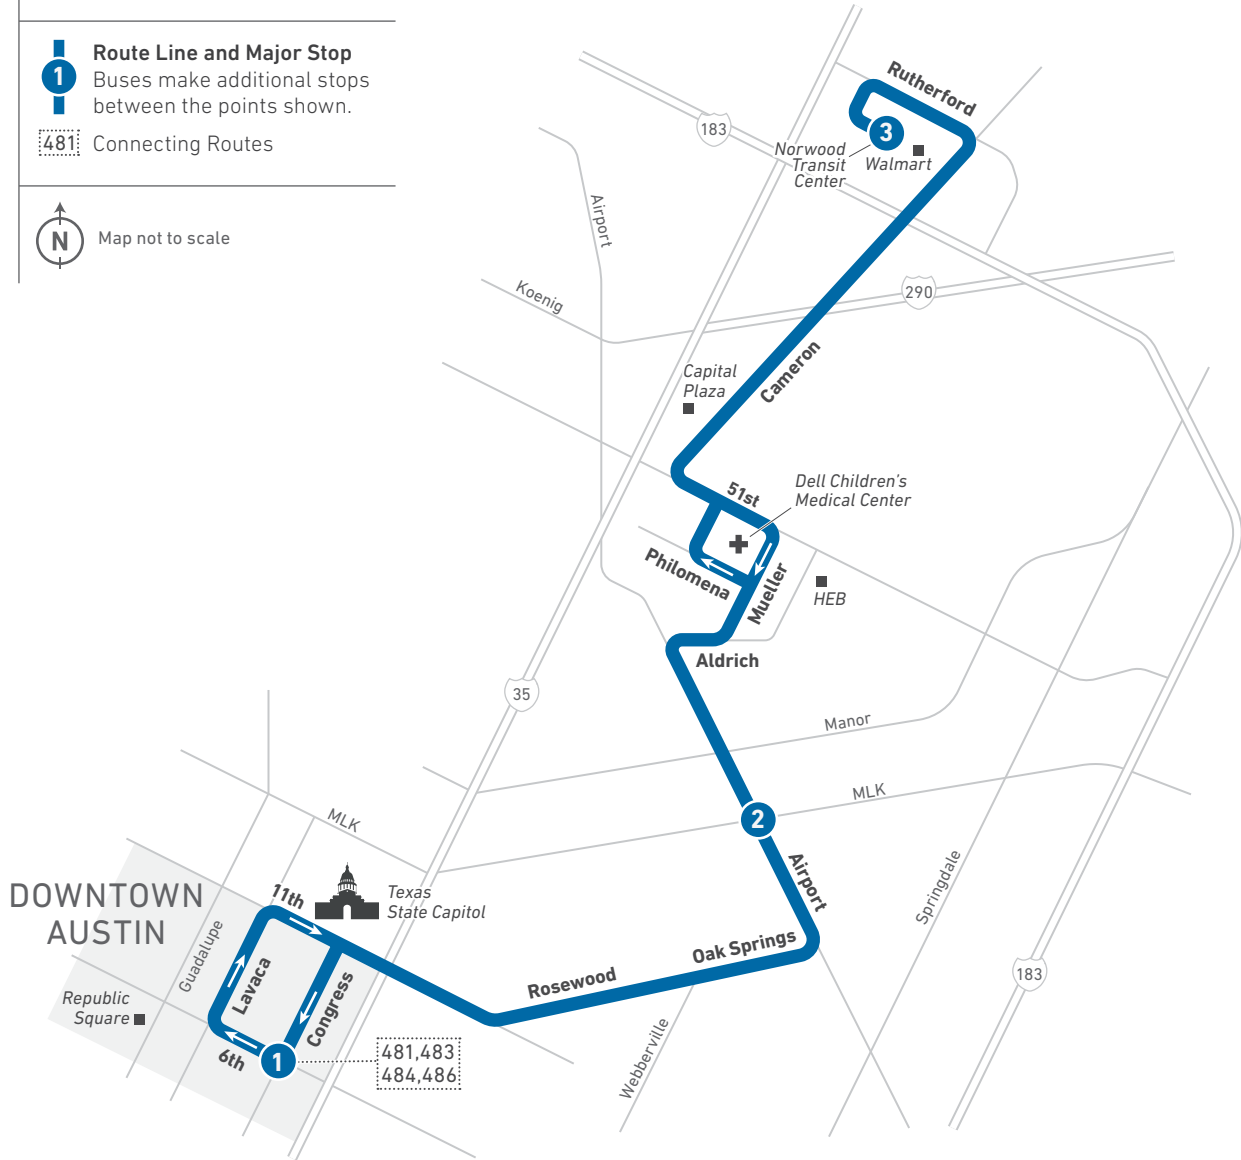 Route Line and Major Stop
1
Buses make additional stops
between the points shown.
481
Connecting Routes
N
Map not to scale
Rutherford
183
3
Norwood
Transit
Center
Walmart
Airport
Koenig
290
Cameron
Capital
Plaza
51st
Dell Children's
Medical Center
Philomena
Mueller
HEB
Aldrich
35
Manor
MLK
MLK
2
Airport
Springdale
DOWNTOWN
AUSTIN
11th
Texas
State Capitol
Guadalupe
Lavaca
Congress
Rosewood
Oak Springs
183
Republic
Square
6th
1
481,483
484,486
Webberville